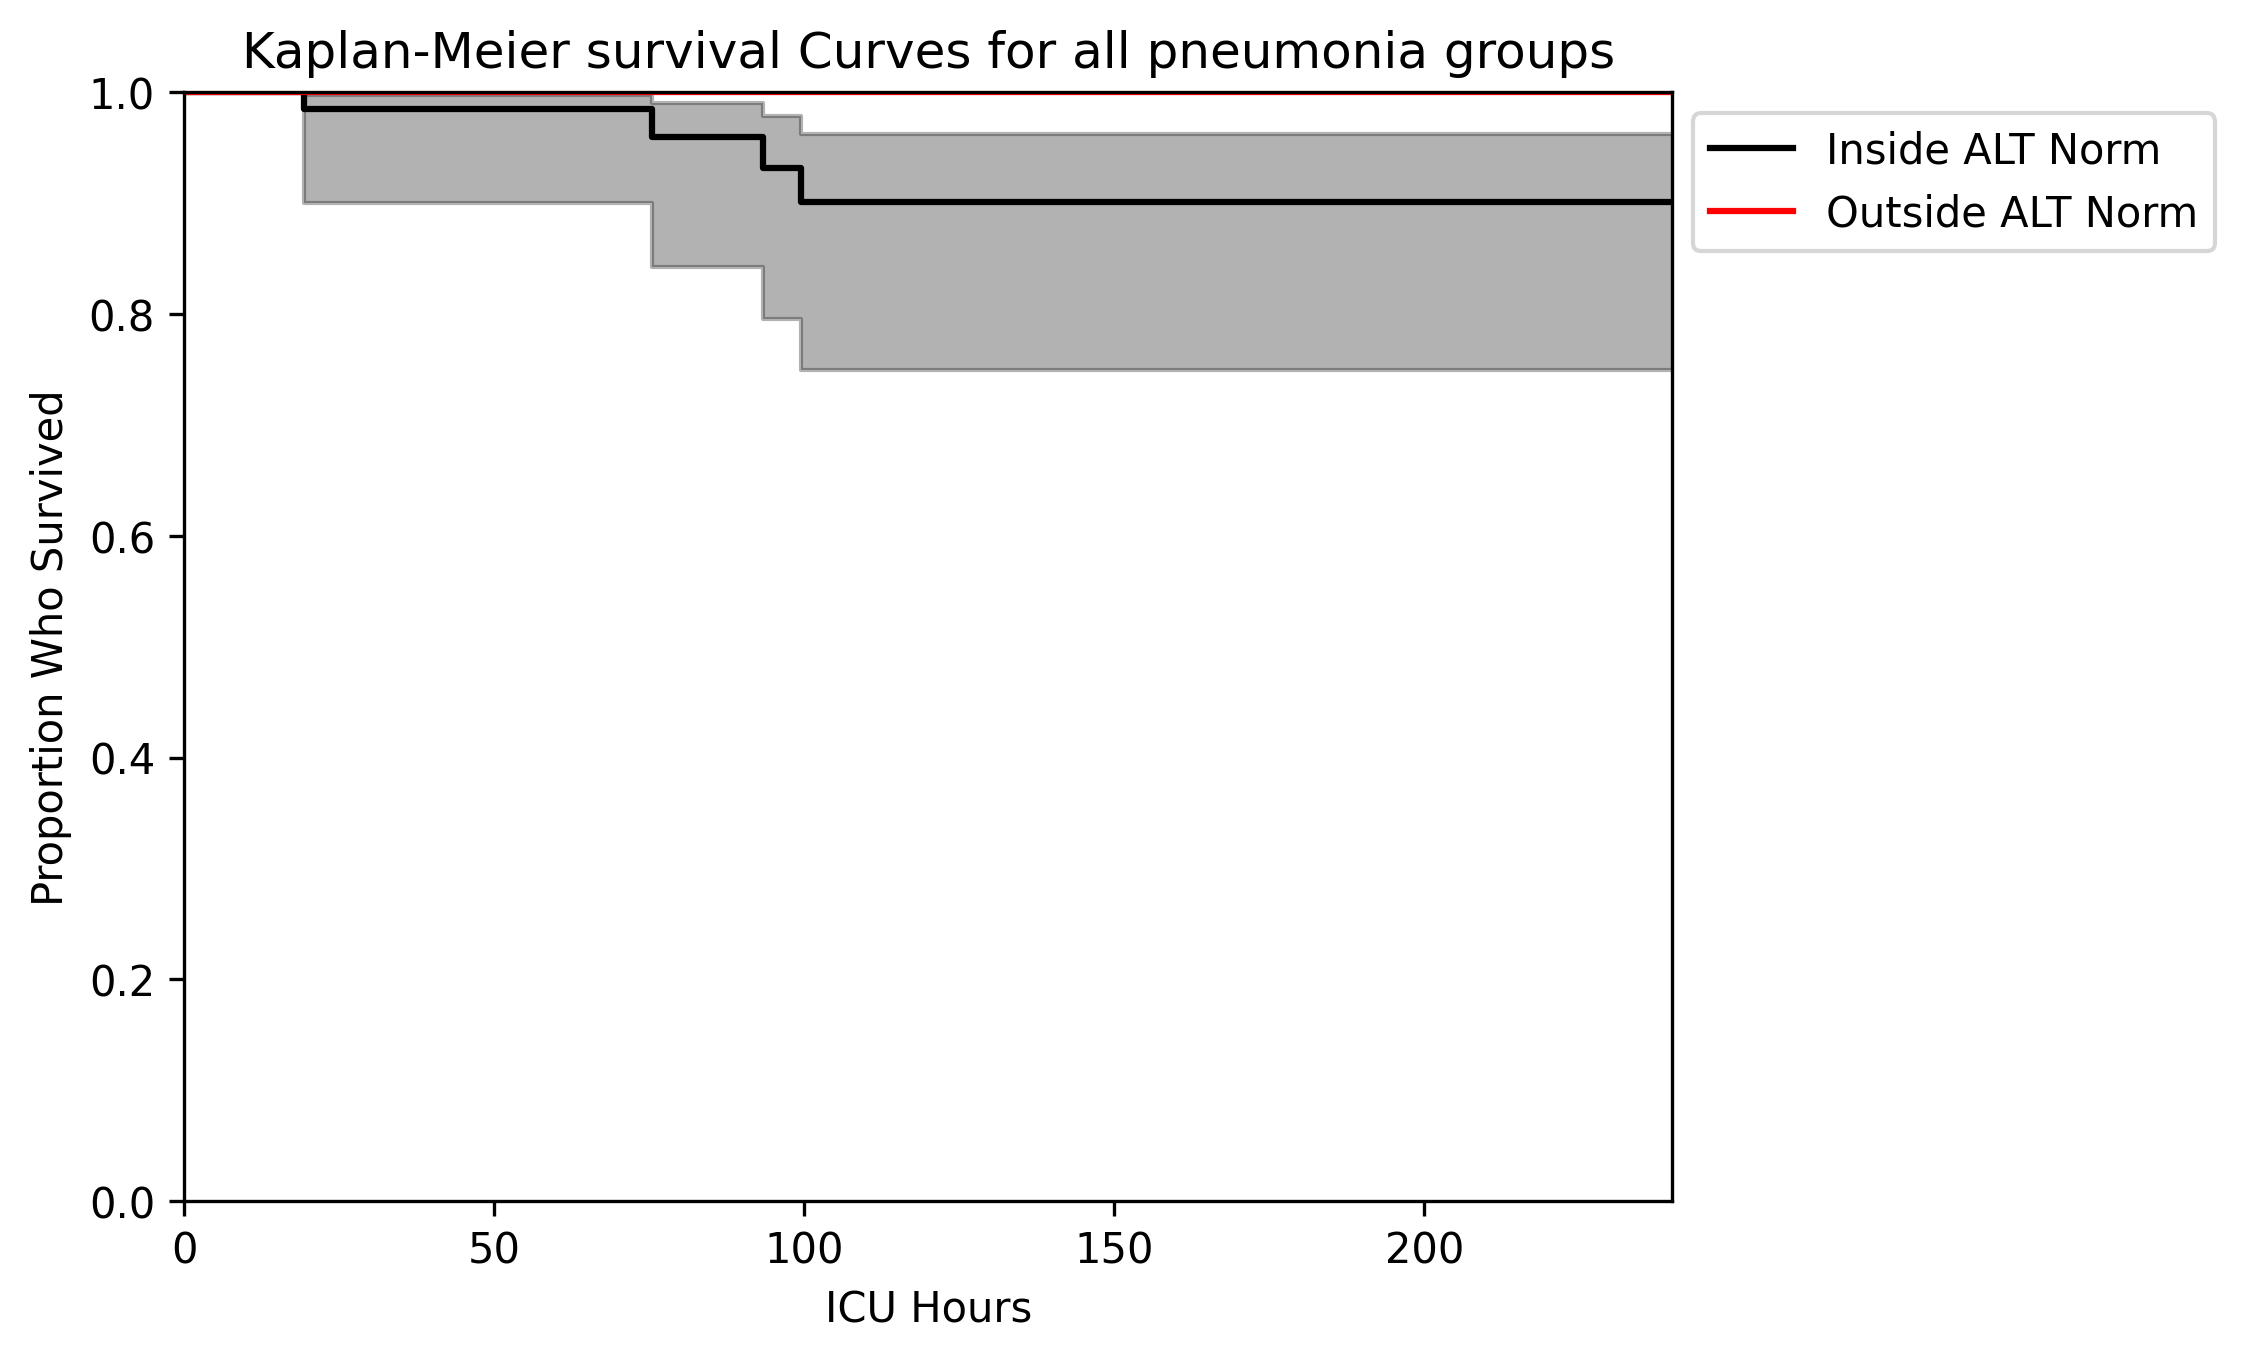 Kaplan-Meier survival Curves for all pneumonia groups
1.0
0.8
0.6
0.4
0.2
0.0
Proportion Who Survived
0
50
100
150
200
ICU Hours
Inside ALT Norm
Outside ALT Norm